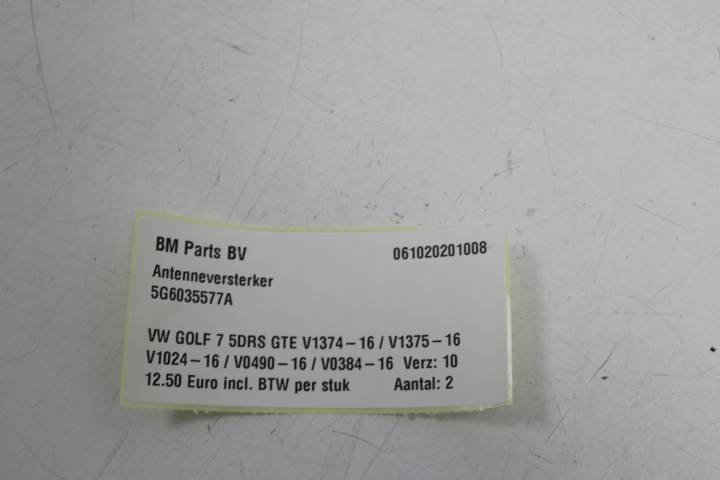 BM Parts BV 061020201008
Antenneversterker
5G6035577A
VW GOLF 7 5DRS GTE V1374-16 / V1375-16
V1024-16 / V0490-16 / V0384-16 Verz: 10
12.50 Euro incl. BTW per stuk Aantal: 2